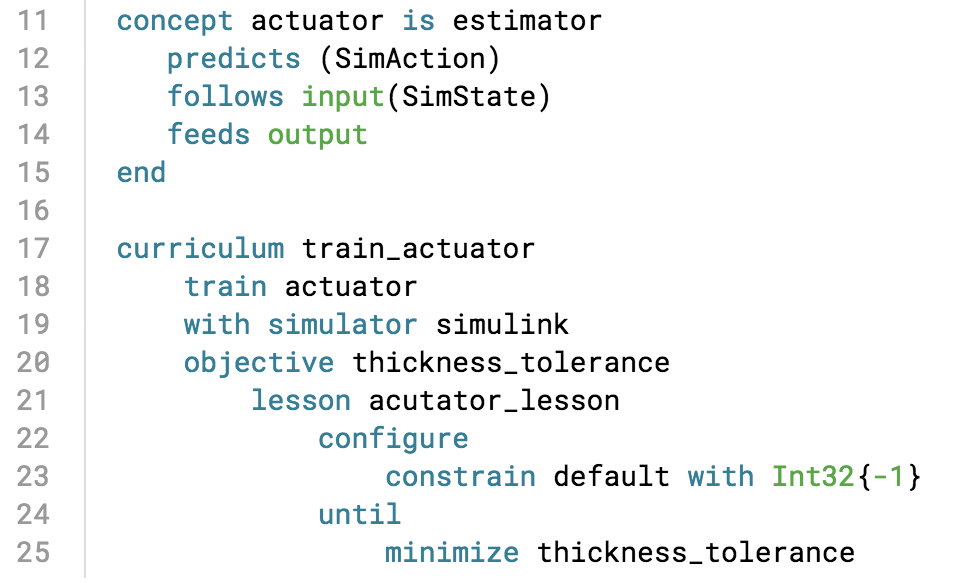 11 concept actuator is estimator
12 predicts (SimAction)
13 follows input(SimState)
14 feeds output
15 end
16
17 curriculum train_actuator
18 train actuator
19 with simulator simulink
20 objective thickness_tolerance
21 lesson acutator_lesson
22 configure
23 constrain default with Int32{-1}
24 until
25 minimize thickness_tolerance